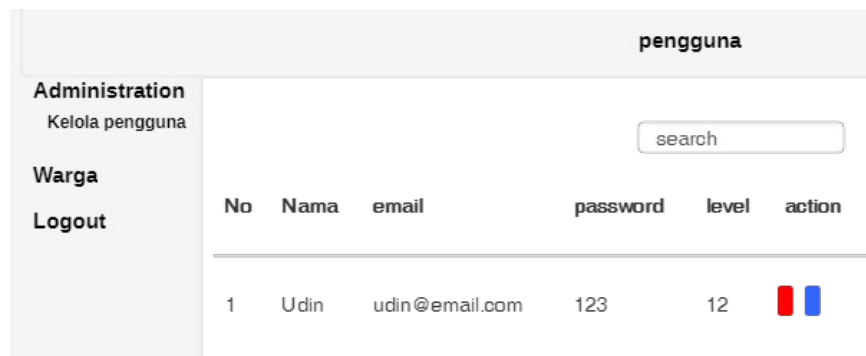 pengguna
Administration
Kelola pengguna
Warga
Logout
search
No Nama email password level action
1 Udin udin@email.com 123 12